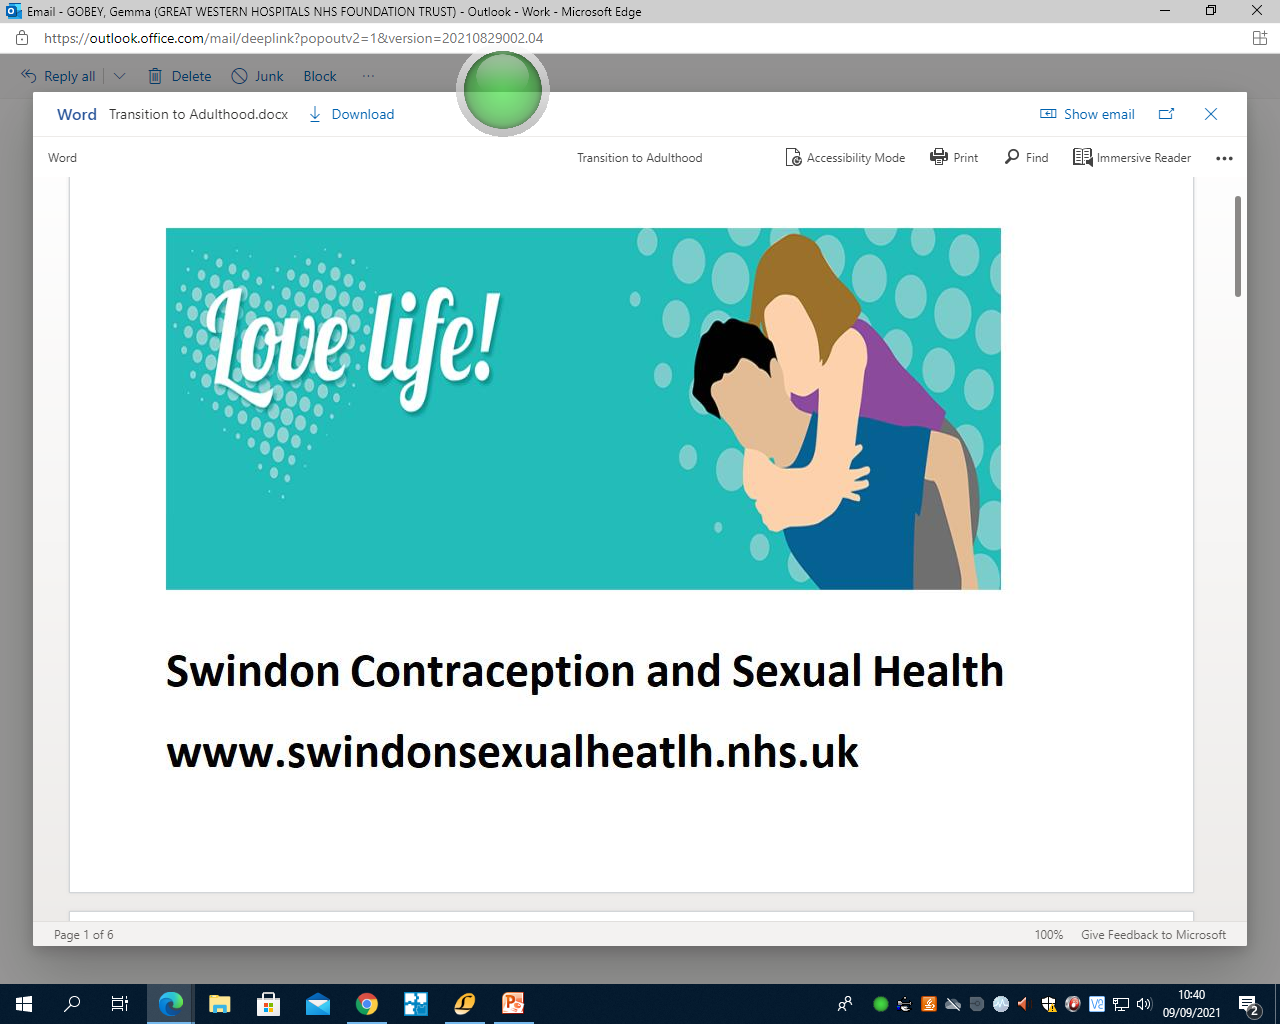 Email - GOBEY, Gemma (GREAT WESTERN HOSPITALS NHS FOUNDATION TRUST) - Outlook - Work - Microsoft Edge
https://outlook.office.com/mail/deeplink?popoutv2=1&version=20210829002.04
Reply all Delete Junk Block ...
Word Transition to Adulthood.docx Download Show email
Word Transition to Adulthood Accessibility Mode Print Find Immersive Reader ...
Love life!
Swindon Contraception and Sexual Health
www.swindonsexualheatlh.nhs.uk
Page 1 of 6 100% Give Feedback to Microsoft
10:40
09/09/2021
2